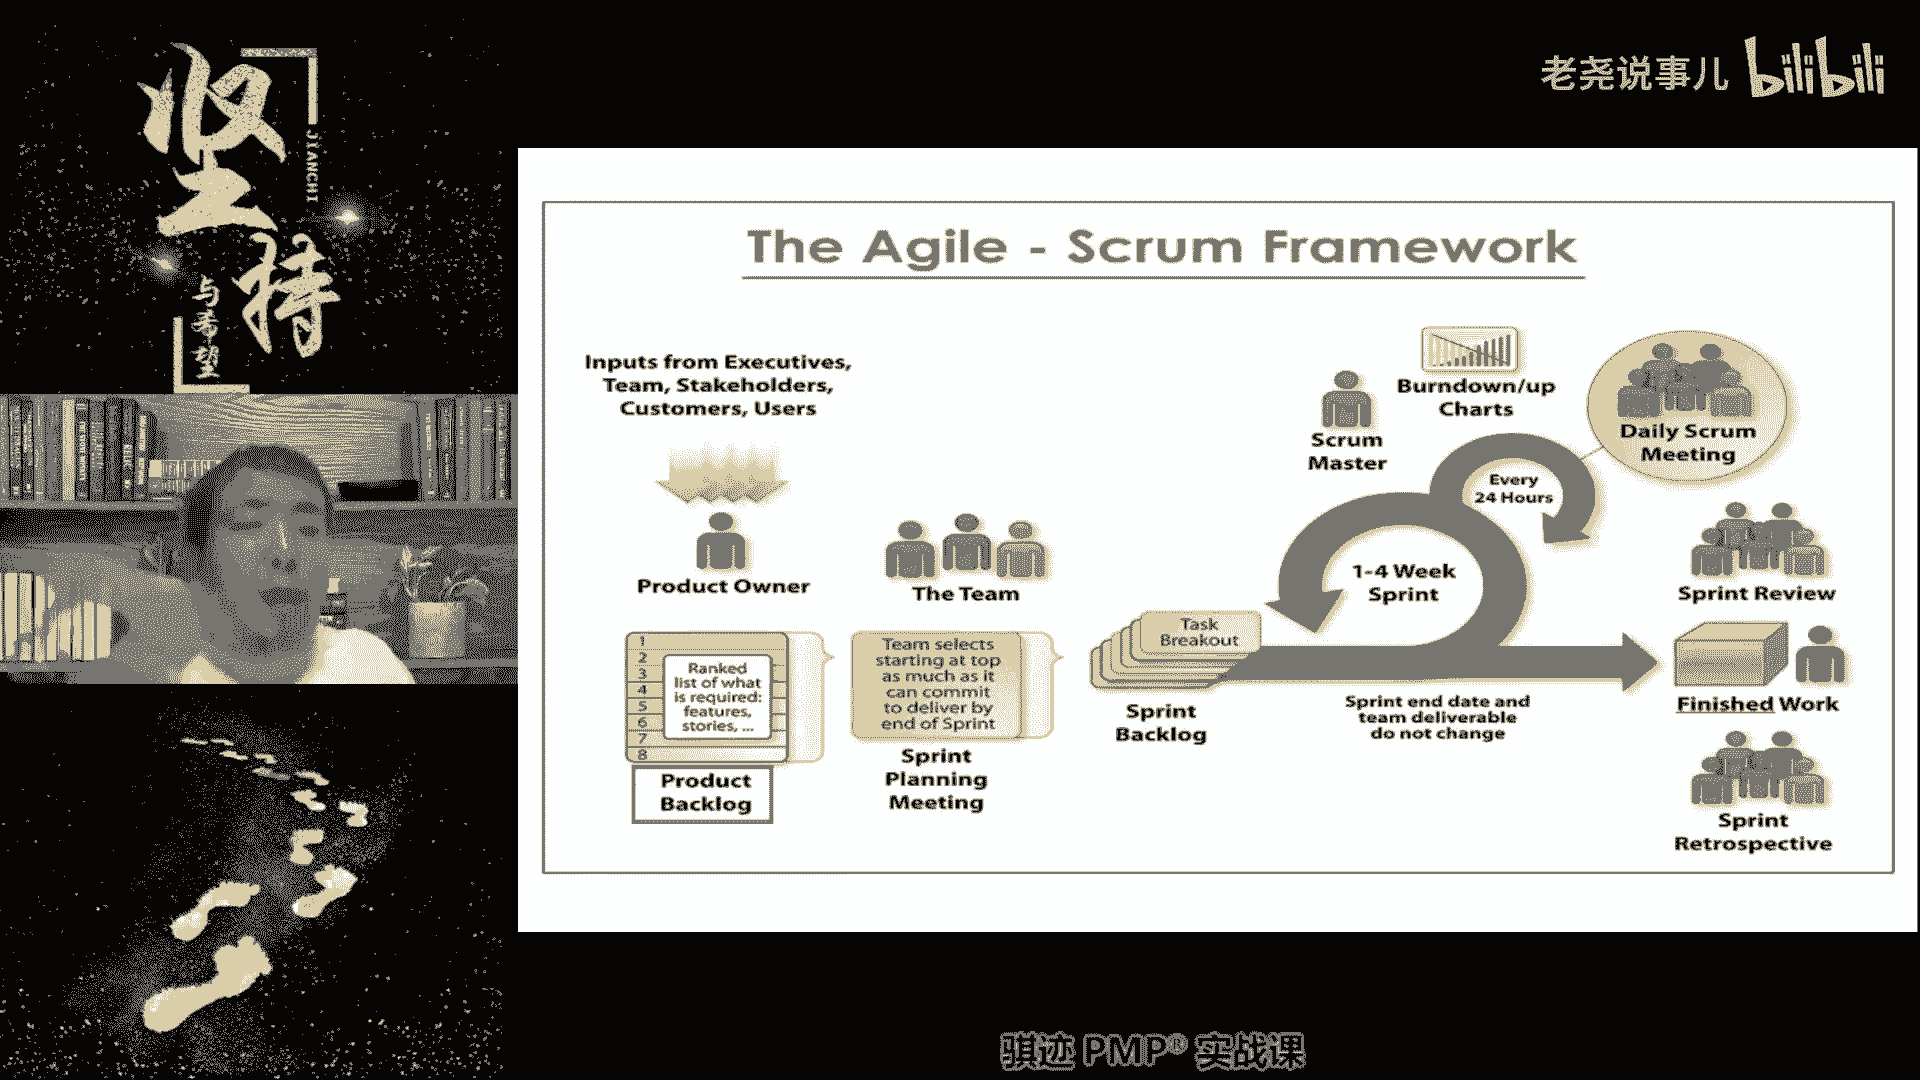 坚持
JIANCHI
与希望
老尧说事儿 bilibili
The Agile - Scrum Framework
Inputs from Executives,
Team, Stakeholders,
Customers, Users
Product Owner
The Team
1
2
3
4
5
6
7
8
Ranked
list of what
is required:
features,
stories, ...
Product
Backlog
Team selects
starting at top
as much as it
can commit
to deliver by
end of Sprint
Sprint
Planning
Meeting
Task
Breakout
Sprint
Backlog
Scrum
Master
Burndown/up
Charts
1-4 Week
Sprint
Every
24 Hours
Daily Scrum
Meeting
Sprint end date and
team deliverable
do not change
Sprint Review
Finished Work
Sprint
Retrospective
骐迹 PMP® 实战课